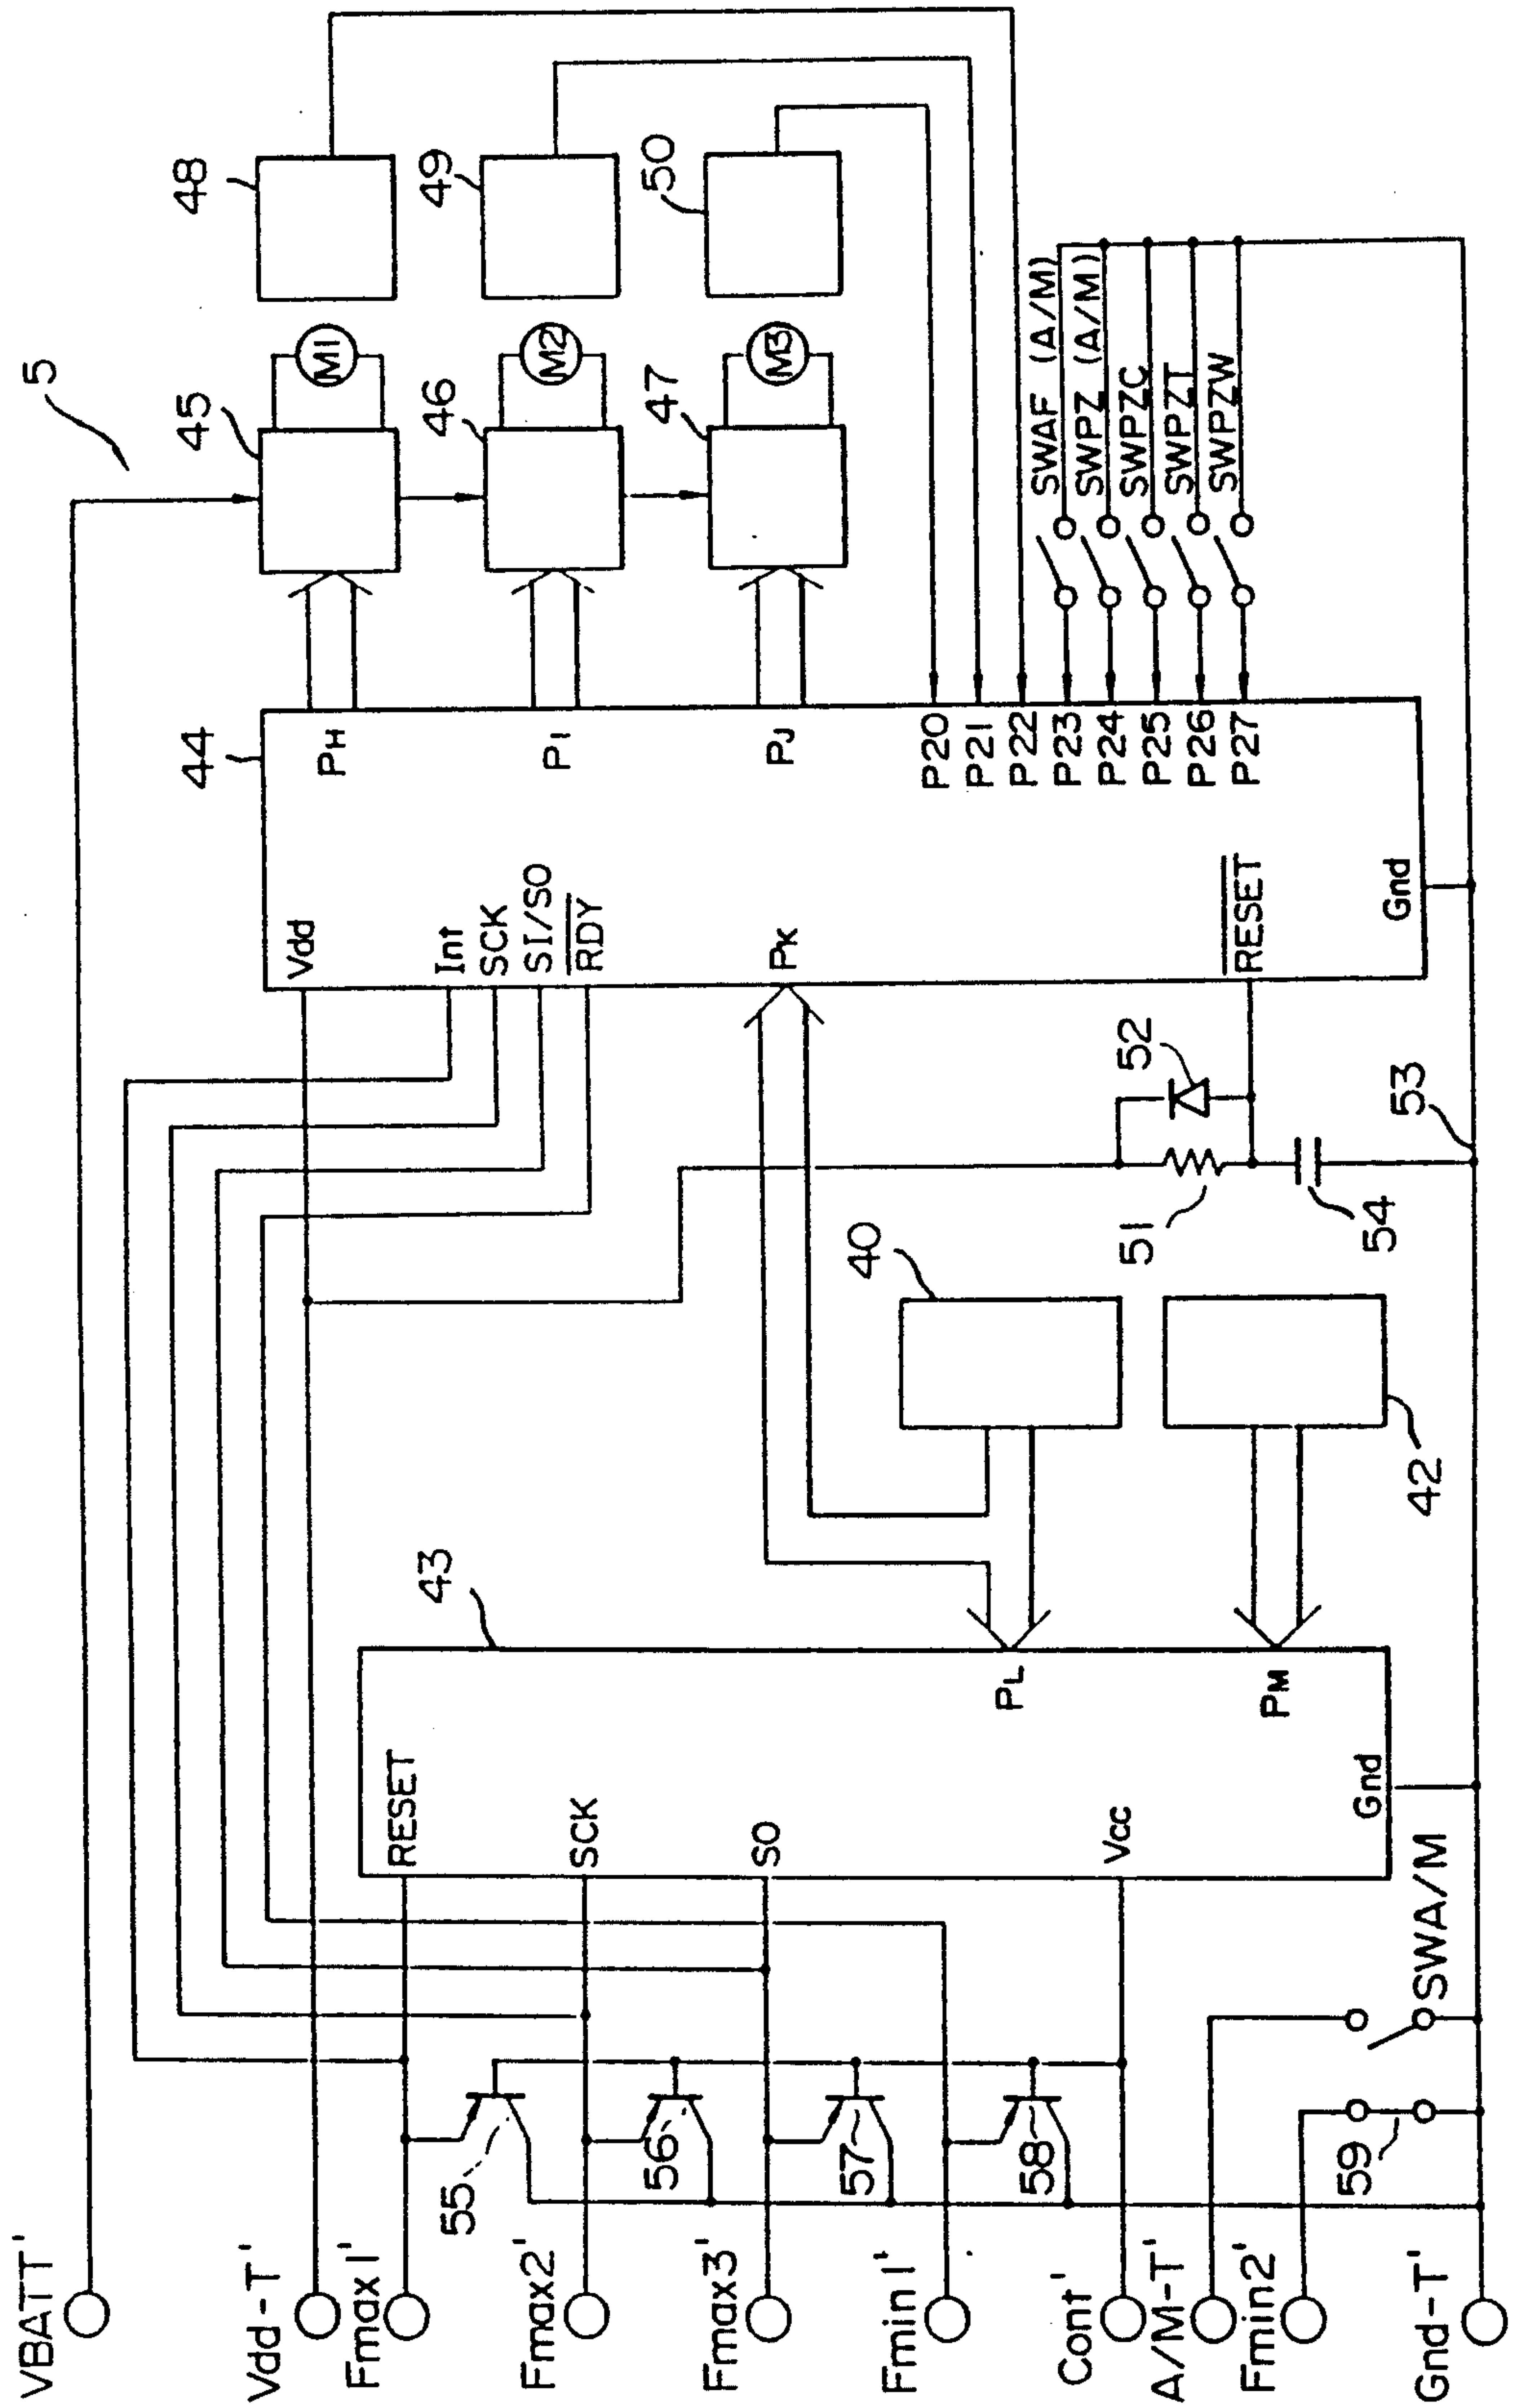 5
VBATT'
Vdd-T'
Fmax1'
Fmax2'
Fmax3'
Fmin1'
Cont'
A/M-T'
Fmin2'
Gnd-T'
55
56
57
58
59
SWA/M
43
RESET
SCK
SO
Vcc
Gnd
PL
PM
40
42
51
52
53
54
44
Vdd
Int
SCK
SI/SO
RDY
PK
RESET
Gnd
PH
PI
PJ
P20
P21
P22
P23
P24
P25
P26
P27
45
46
47
M1
M2
M3
48
49
50
SWAF (A/M)
SWPZ (A/M)
SWPZC
SWPZT
SWPZW